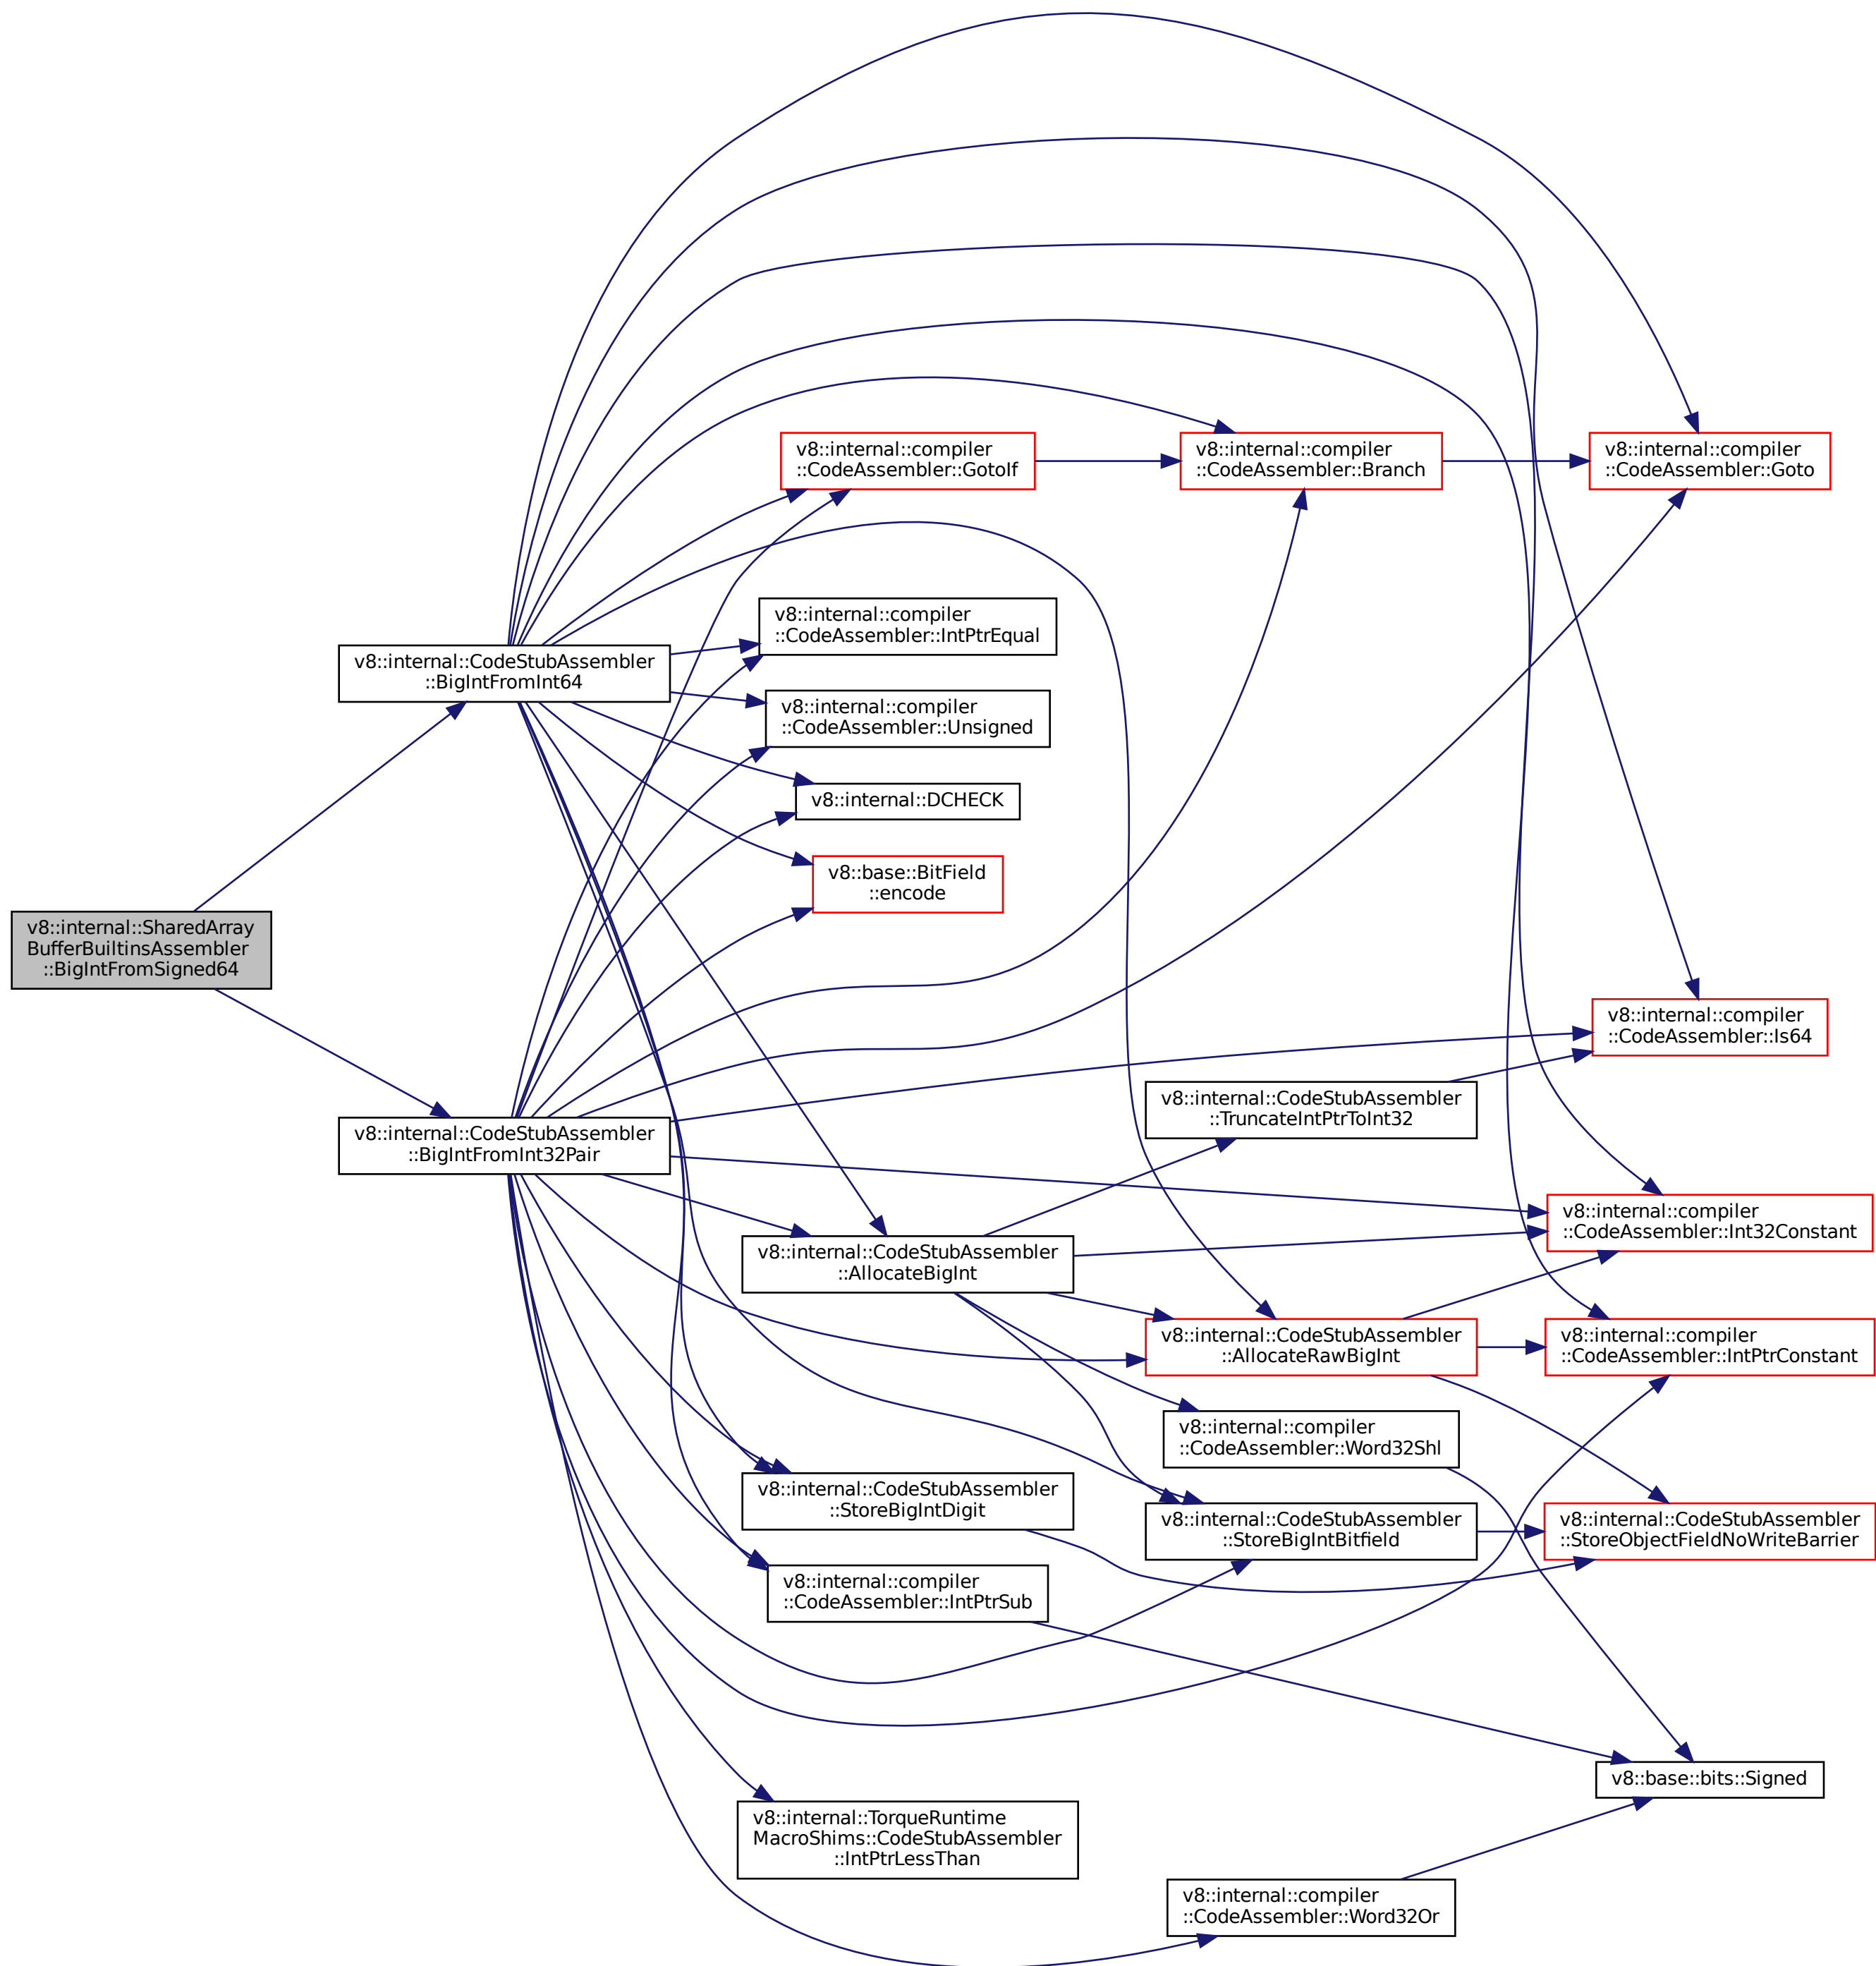 v8::internal::SharedArray
BufferBuiltinsAssembler
::BigIntFromSigned64
v8::internal::CodeStubAssembler
::BigIntFromInt64
v8::internal::CodeStubAssembler
::BigIntFromInt32Pair
v8::internal::compiler
::CodeAssembler::GotoIf
v8::internal::compiler
::CodeAssembler::IntPtrEqual
v8::internal::compiler
::CodeAssembler::Unsigned
v8::internal::DCHECK
v8::base::BitField
::encode
v8::internal::CodeStubAssembler
::AllocateBigInt
v8::internal::CodeStubAssembler
::StoreBigIntDigit
v8::internal::compiler
::CodeAssembler::IntPtrSub
v8::internal::TorqueRuntime
MacroShims::CodeStubAssembler
::IntPtrLessThan
v8::internal::compiler
::CodeAssembler::Branch
v8::internal::CodeStubAssembler
::TruncateIntPtrToInt32
v8::internal::CodeStubAssembler
::AllocateRawBigInt
v8::internal::compiler
::CodeAssembler::Word32Shl
v8::internal::CodeStubAssembler
::StoreBigIntBitfield
v8::internal::compiler
::CodeAssembler::Word32Or
v8::internal::compiler
::CodeAssembler::Goto
v8::internal::compiler
::CodeAssembler::Is64
v8::internal::compiler
::CodeAssembler::Int32Constant
v8::internal::compiler
::CodeAssembler::IntPtrConstant
v8::internal::CodeStubAssembler
::StoreObjectFieldNoWriteBarrier
v8::base::bits::Signed